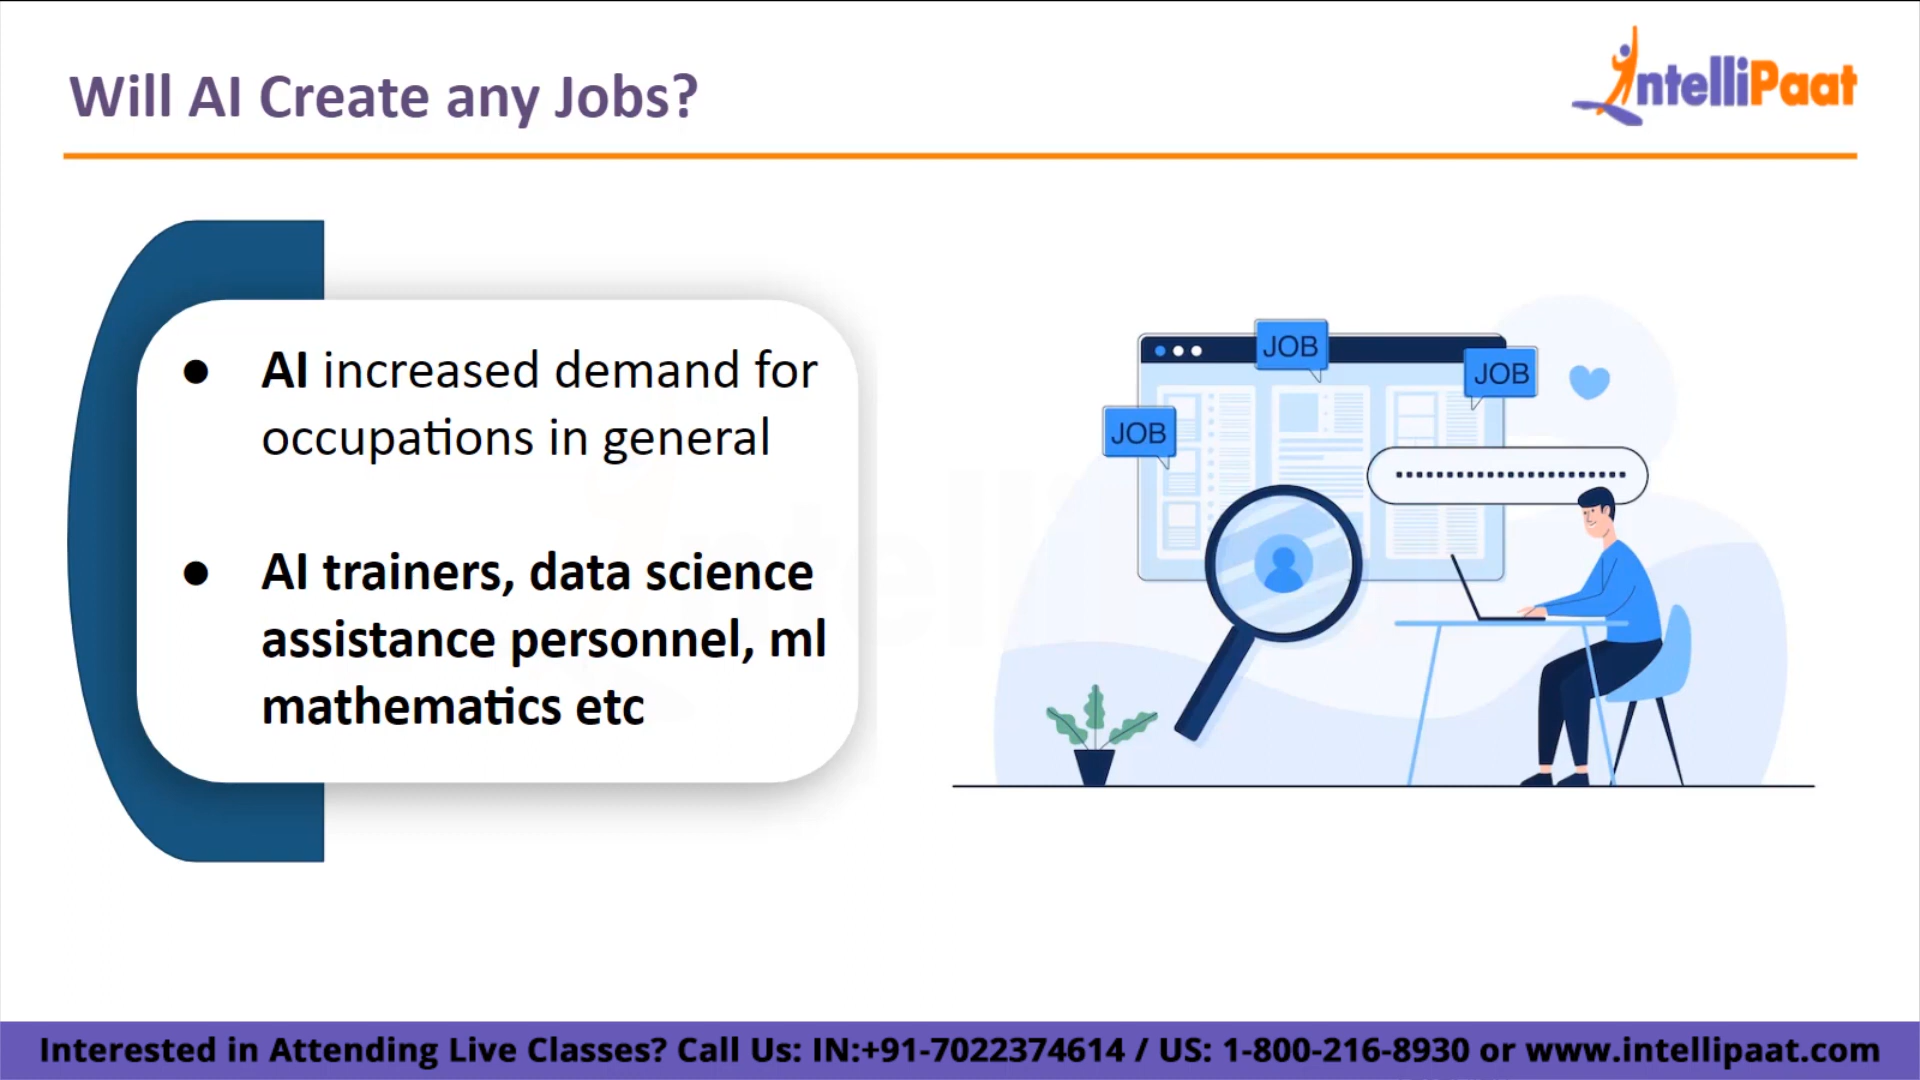 Will AI Create any Jobs?
IntelliPaat
● AI increased demand for
occupations in general
● AI trainers, data science
assistance personnel, ml
mathematics etc
JOB
JOB
JOB
Interested in Attending Live Classes? Call Us: IN:+91-7022374614 / US: 1-800-216-8930 or www.intellipaat.com